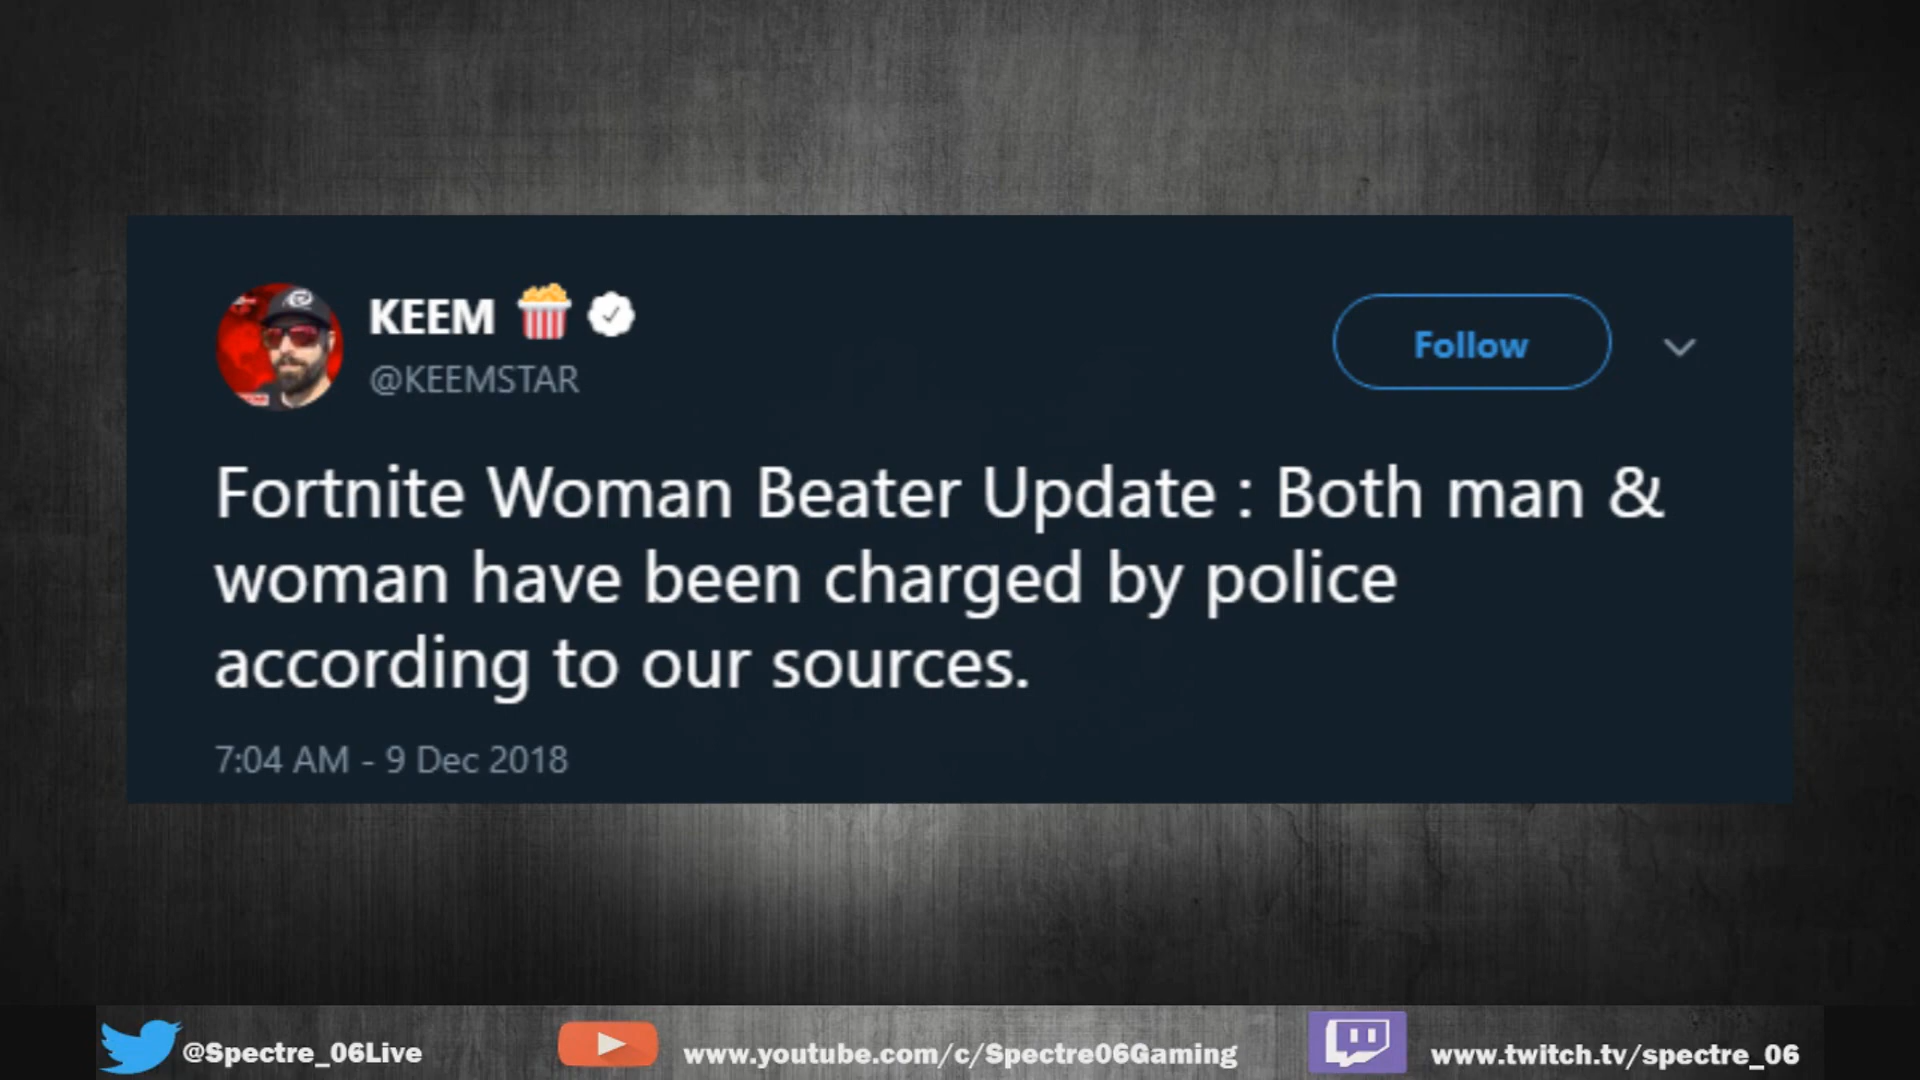 KEEM
@KEEMSTAR
Follow
Fortnite Woman Beater Update : Both man &
woman have been charged by police
according to our sources.
7:04 AM - 9 Dec 2018
@Spectre_06Live
www.youtube.com/c/Spectre06Gaming
www.twitch.tv/spectre_06